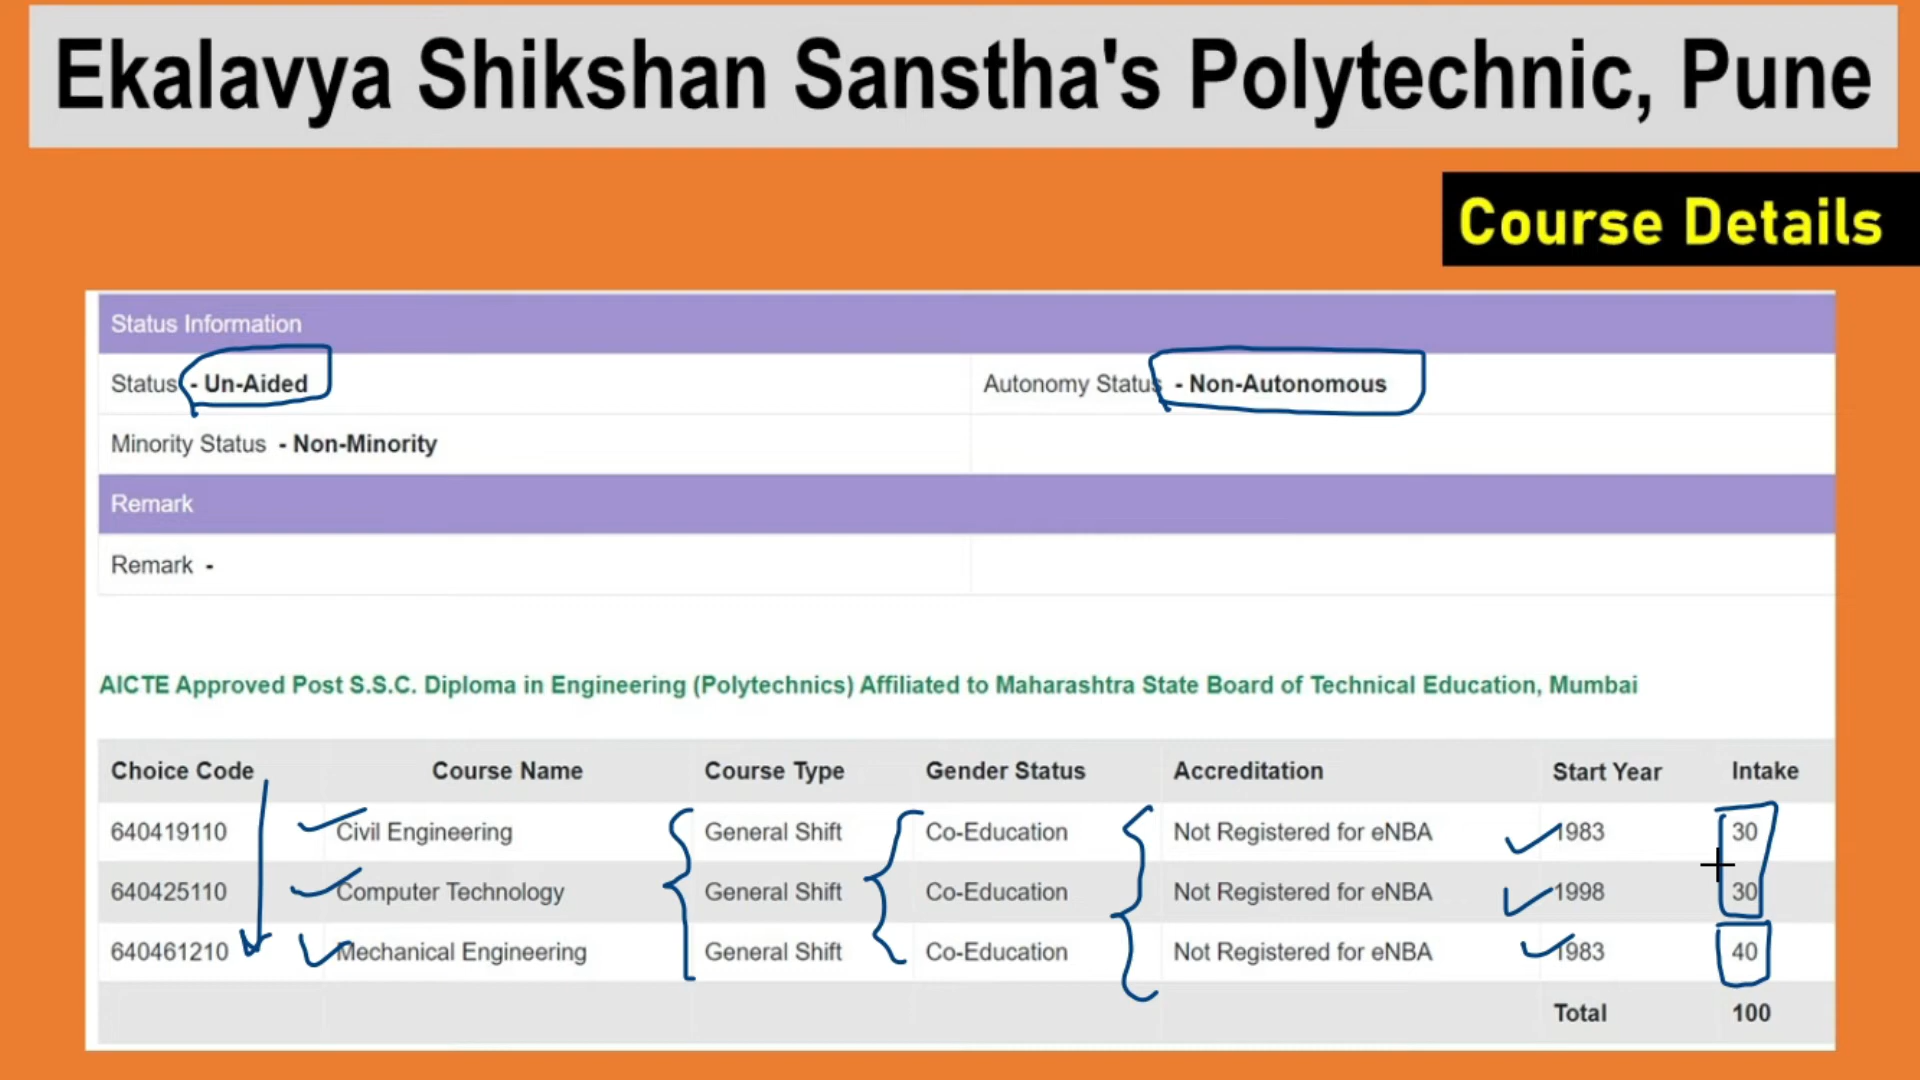 Ekalavya Shikshan Sanstha's Polytechnic, Pune
Course Details
Status Information
Status - Un-Aided Autonomy Status - Non-Autonomous
Minority Status - Non-Minority
Remark
Remark -
AICTE Approved Post S.S.C. Diploma in Engineering (Polytechnics) Affiliated to Maharashtra State Board of Technical Education, Mumbai
Choice Code Course Name Course Type Gender Status Accreditation Start Year Intake
640419110 Civil Engineering General Shift Co-Education Not Registered for eNBA 1983 30
640425110 Computer Technology General Shift Co-Education Not Registered for eNBA 1998 30
640461210 Mechanical Engineering General Shift Co-Education Not Registered for eNBA 1983 40
Total 100